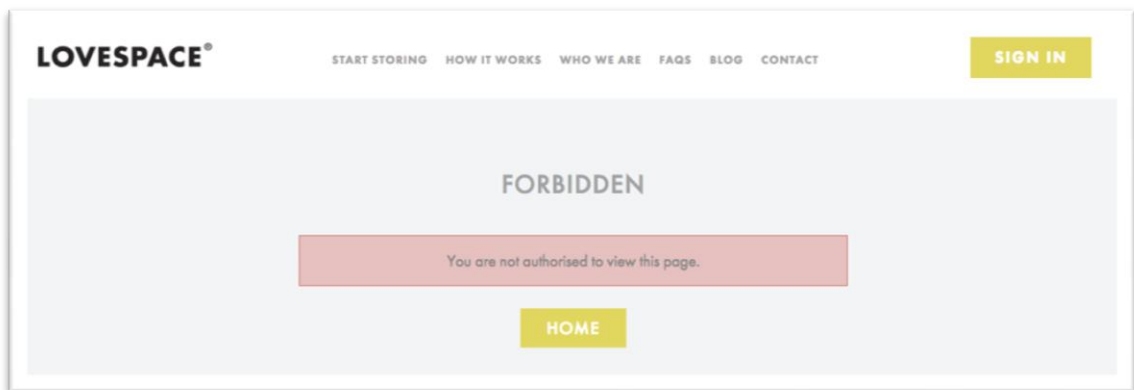 LOVESPACE®
START STORING HOW IT WORKS WHO WE ARE FAQS BLOG CONTACT
SIGN IN
FORBIDDEN
You are not authorised to view this page.
HOME